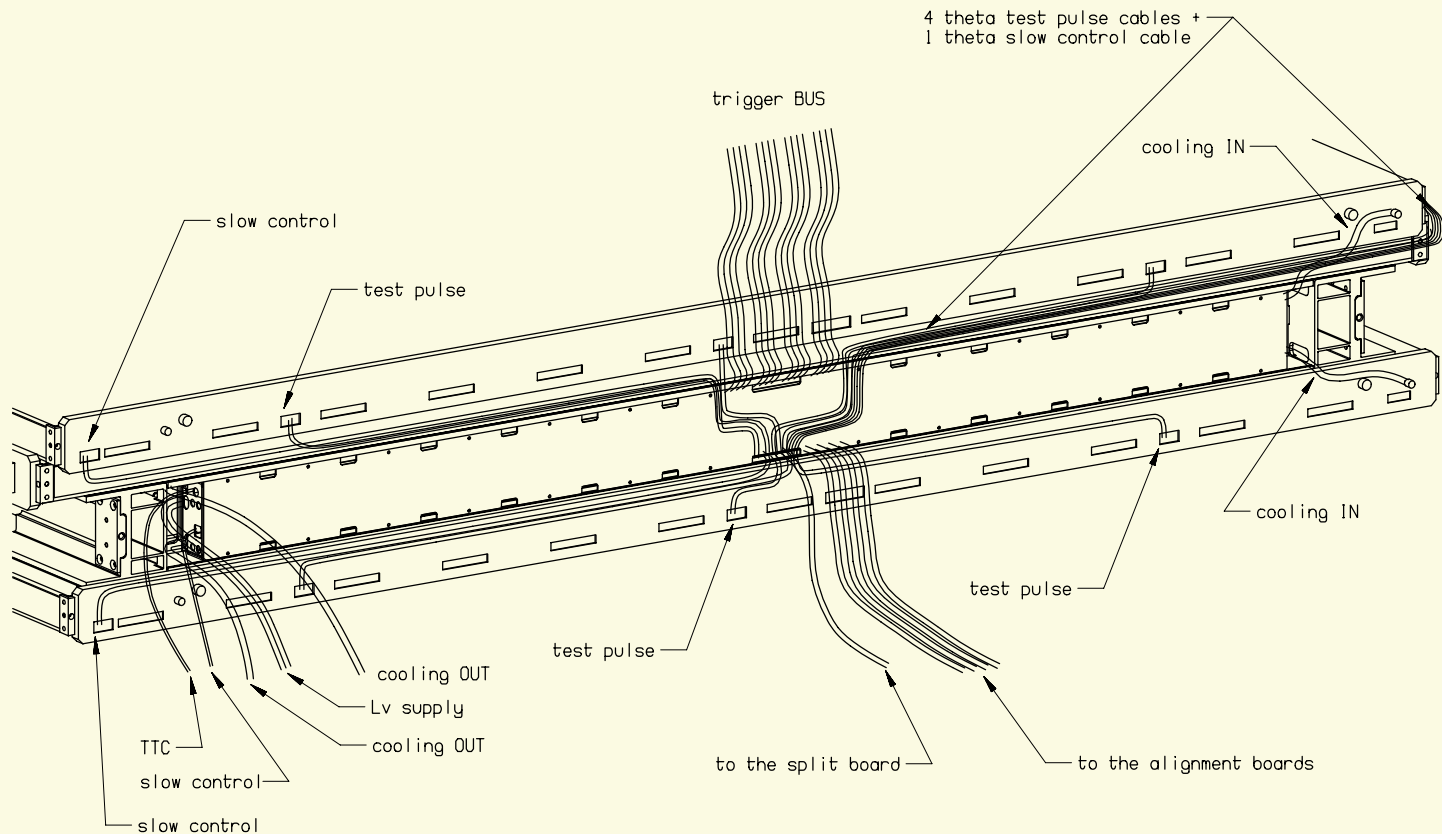 4 theta test pulse cables +
1 theta slow control cable
trigger BUS
cooling IN
slow control
test pulse
cooling IN
test pulse
test pulse
cooling OUT
Lv supply
TTC
cooling OUT
to the split board
to the alignment boards
slow control
slow control